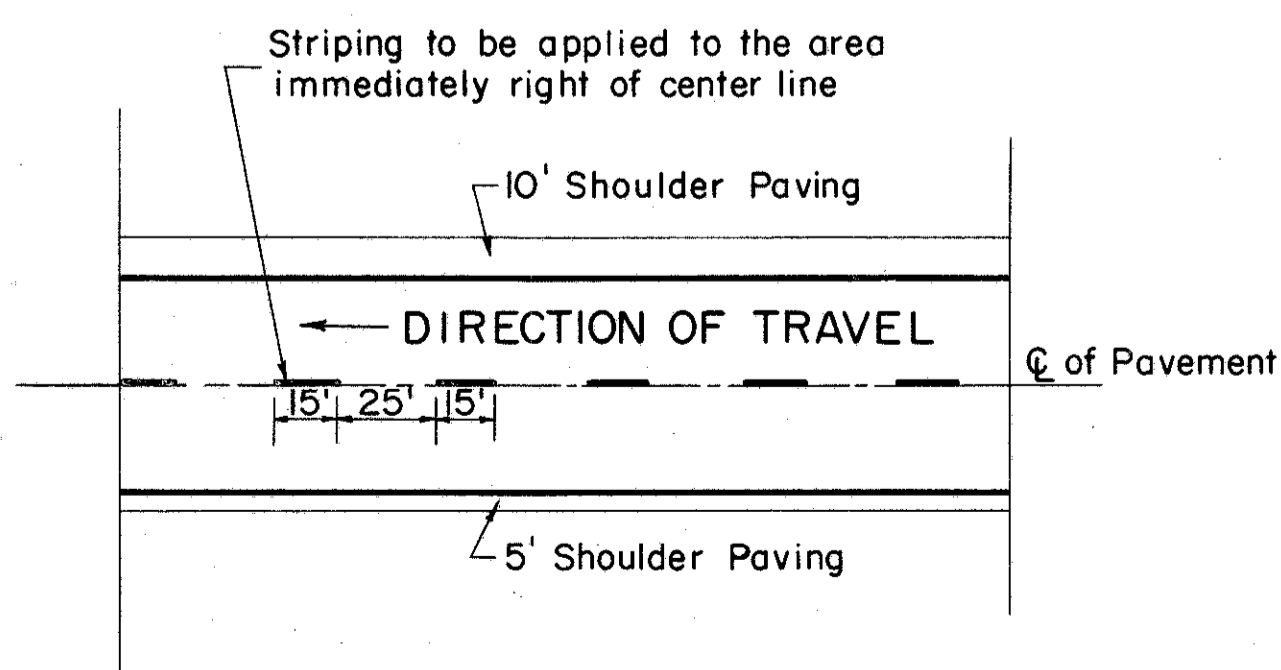 Striping to be applied to the area
immediately right of center line
10' Shoulder Paving
DIRECTION OF TRAVEL
℄ of Pavement
15' 25' 15'
5' Shoulder Paving